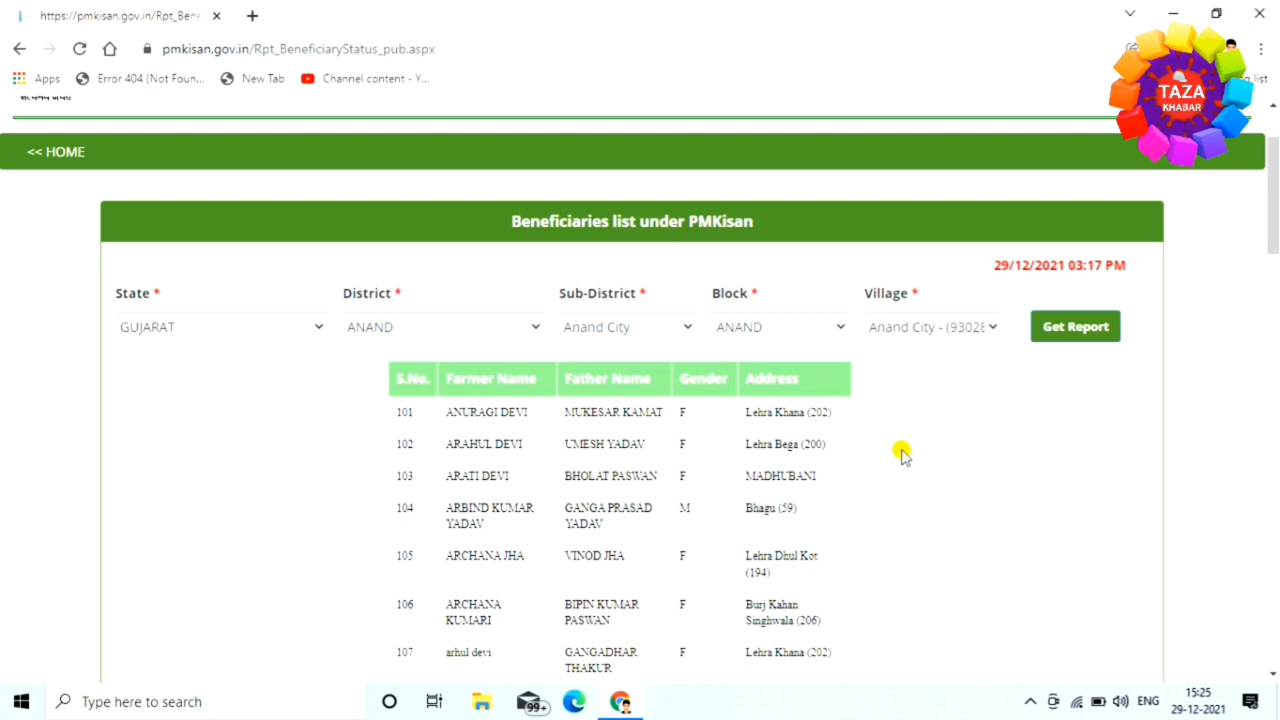 https://pmkisan.gov.in/Rpt_Bene
pmkisan.gov.in/Rpt_BeneficiaryStatus_pub.aspx
Apps Error 404 (Not Foun... New Tab Channel content - Y... list
TAZA
KHABAR
<< HOME
Beneficiaries list under PMKisan
29/12/2021 03:17 PM
State * District * Sub-District * Block * Village *
GUJARAT ANAND Anand City ANAND Anand City - (93028 Get Report
S.No. Farmer Name Father Name Gender Address
101 ANURAGI DEVI MUKESAR KAMAT F Lehra Khana (202)
102 ARAHUL DEVI UMESH YADAV F Lehra Bega (200)
103 ARATI DEVI BHOLAT PASWAN F MADHUBANI
104 ARBIND KUMAR GANGA PRASAD M Bhagu (59)
YADAV YADAV
105 ARCHANA JHA VINOD JHA F Lehra Dhul Kot
(194)
106 ARCHANA BIPIN KUMAR F Burj Kahan
KUMARI PASWAN Singhwala (206)
107 arhul devi GANGADHAR F Lehra Khana (202)
THAKUR
Type here to search 99+ ENG 15:25
29-12-2021